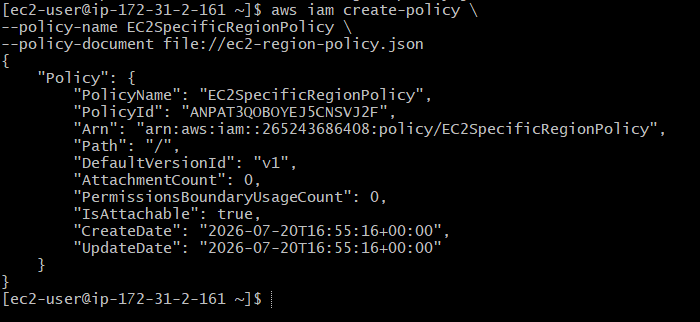 [ec2-user@ip-172-31-2-161 ~]$ aws iam create-policy \
--policy-name EC2SpecificRegionPolicy \
--policy-document file://ec2-region-policy.json
{
    "Policy": {
        "PolicyName": "EC2SpecificRegionPolicy",
        "PolicyId": "ANPAT3QOBOYEJ5CNSVJ2F",
        "Arn": "arn:aws:iam::265243686408:policy/EC2SpecificRegionPolicy",
        "Path": "/",
        "DefaultVersionId": "v1",
        "AttachmentCount": 0,
        "PermissionsBoundaryUsageCount": 0,
        "IsAttachable": true,
        "CreateDate": "2026-07-20T16:55:16+00:00",
        "UpdateDate": "2026-07-20T16:55:16+00:00"
    }
}
[ec2-user@ip-172-31-2-161 ~]$